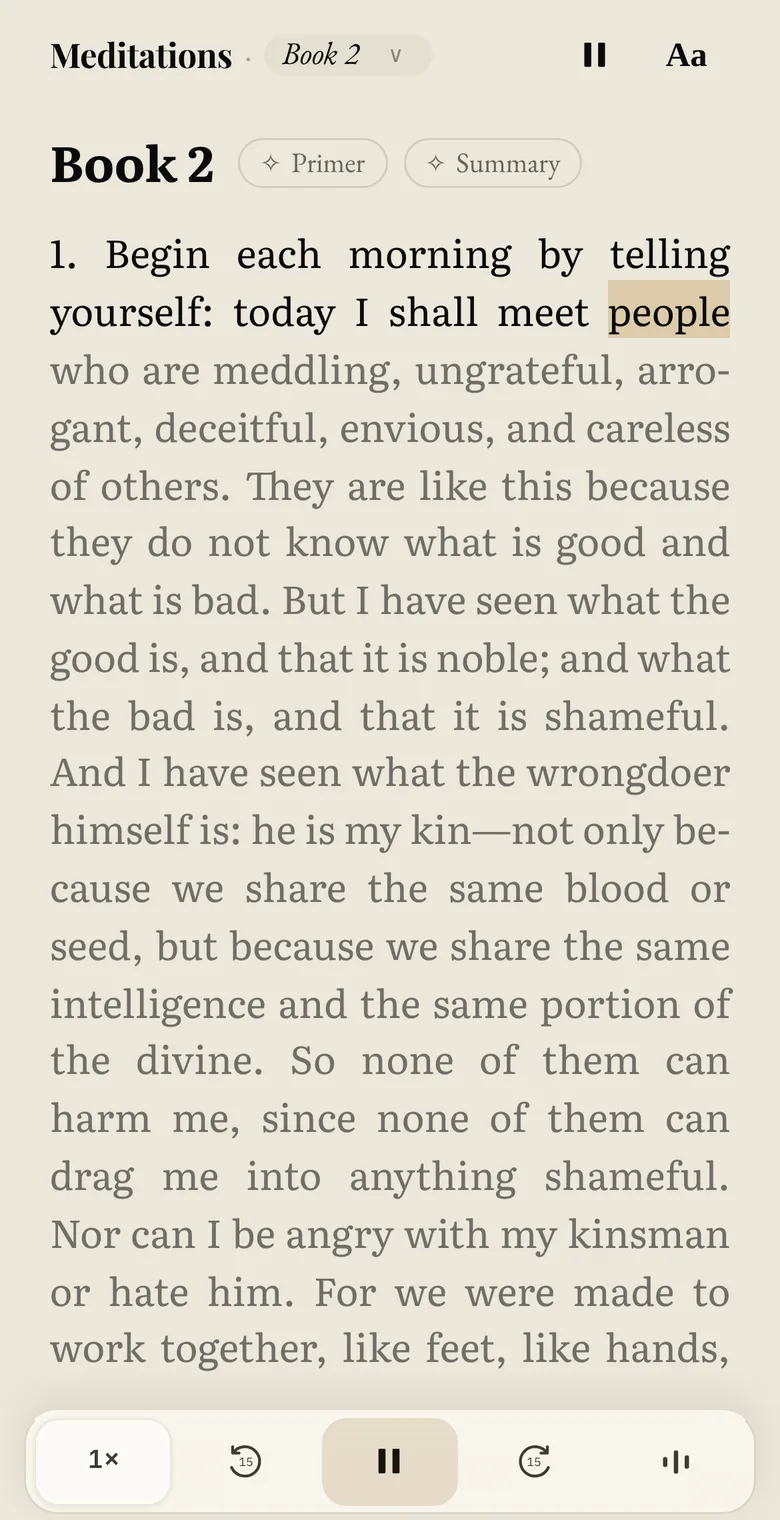 Meditations · Book 2
Aa
Book 2
Primer
Summary
1. Begin each morning by telling
yourself: today I shall meet people
who are meddling, ungrateful, arro-
gant, deceitful, envious, and careless
of others. They are like this because
they do not know what is good and
what is bad. But I have seen what the
good is, and that it is noble; and what
the bad is, and that it is shameful.
And I have seen what the wrongdoer
himself is: he is my kin—not only be-
cause we share the same blood or
seed, but because we share the same
intelligence and the same portion of
the divine. So none of them can
harm me, since none of them can
drag me into anything shameful.
Nor can I be angry with my kinsman
or hate him. For we were made to
work together, like feet, like hands,
1×
15
15